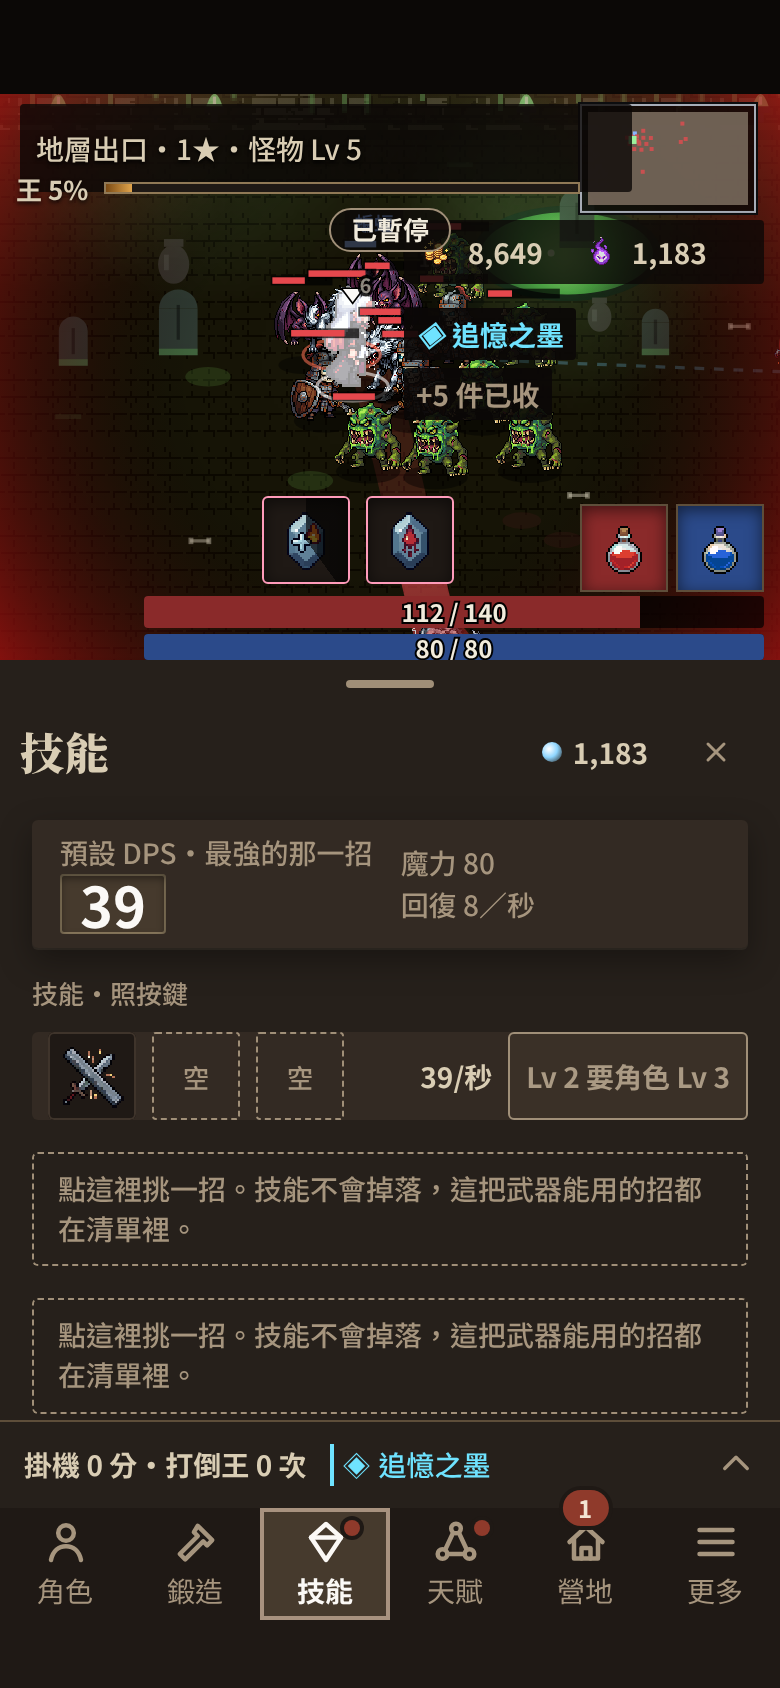 地層出口・1★・怪物 Lv 5
王 5%
已暫停
8,649
1,183
6
◈ 追憶之墨
+5 件已收
112 / 140
80 / 80
技能
1,183
×
預設 DPS・最強的那一招
39
魔力 80
回復 8／秒
技能・照按鍵
空
空
39/秒
Lv 2 要角色 Lv 3
點這裡挑一招。技能不會掉落，這把武器能用的招都
在清單裡。
點這裡挑一招。技能不會掉落，這把武器能用的招都
在清單裡。
掛機 0 分・打倒王 0 次
◈ 追憶之墨
1
角色
鍛造
技能
天賦
營地
更多